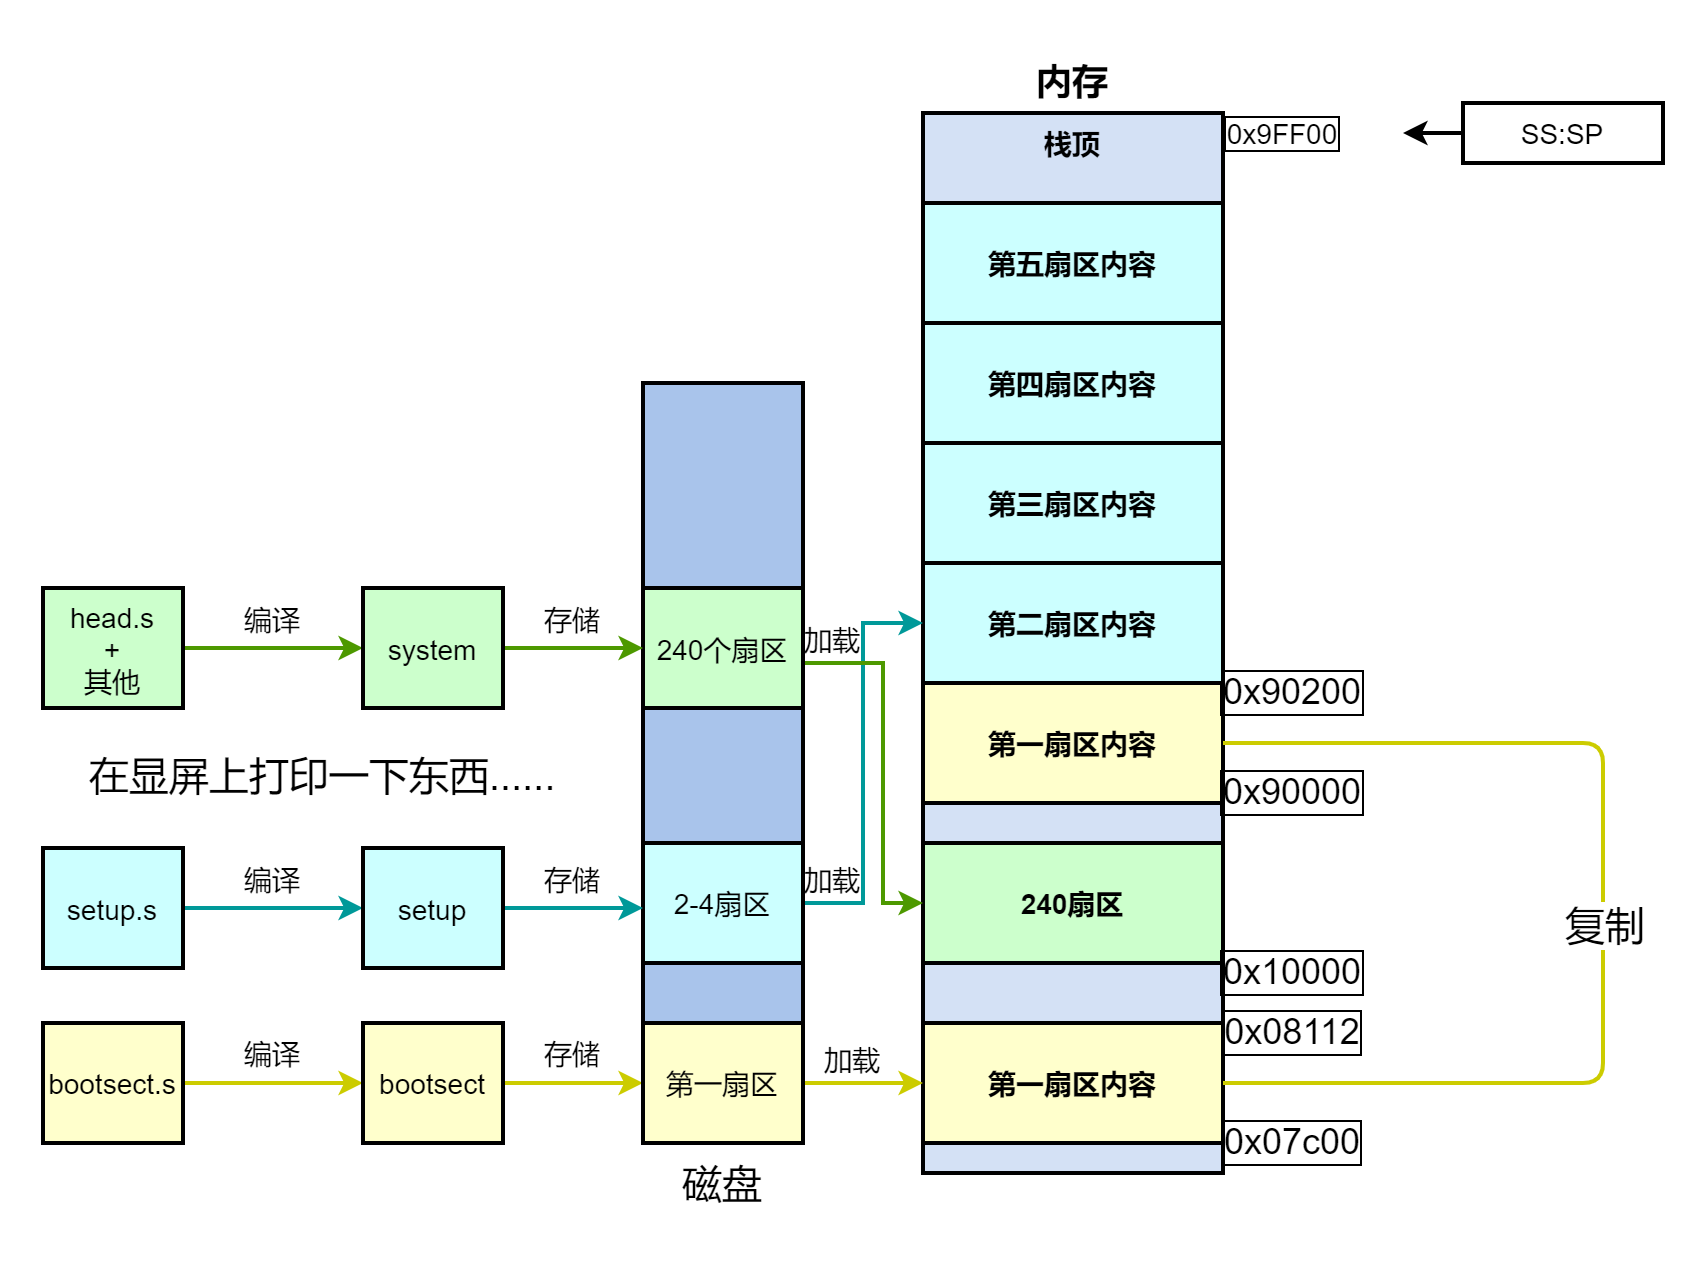 内存
栈顶
0x9FF00
SS:SP
第五扇区内容
第四扇区内容
第三扇区内容
head.s
+
其他
编译
system
存储
240个扇区
加载
第二扇区内容
0x90200
第一扇区内容
0x90000
在显屏上打印一下东西......
setup.s
编译
setup
存储
2-4扇区
加载
240扇区
复制
0x10000
0x08112
bootsect.s
编译
bootsect
存储
第一扇区
加载
第一扇区内容
0x07c00
磁盘